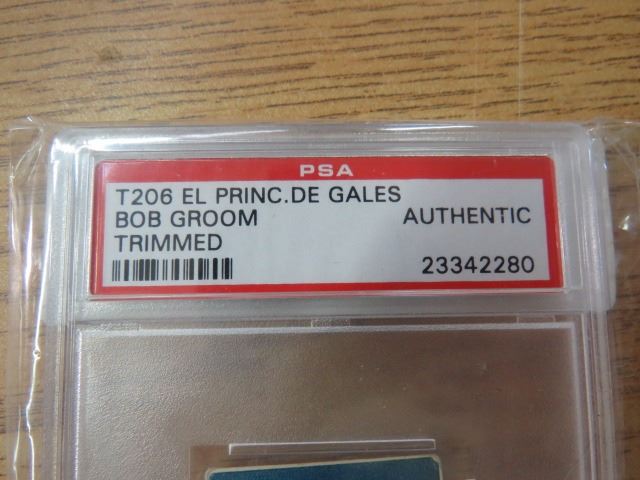 PSA
T206 EL PRINC.DE GALES
BOB GROOM AUTHENTIC
TRIMMED
23342280